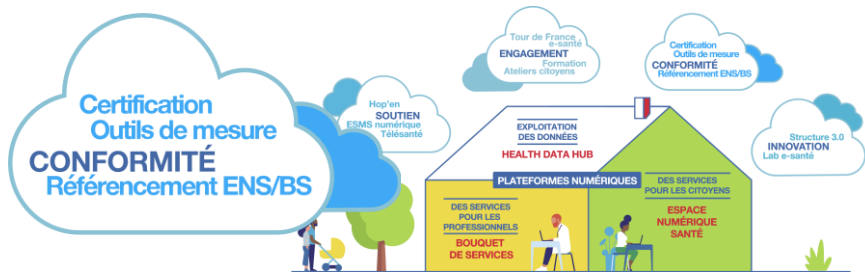 Certification
Outils de mesure
CONFORMITÉ
Référencement ENS/BS
Hop'en
SOUTIEN
ESMS numérique
Télésanté
Tour de France
e-santé
ENGAGEMENT
Formation
Ateliers citoyens
Certification
Outils de mesure
CONFORMITÉ
Référencement ENS/BS
Structure 3.0
INNOVATION
Lab e-santé
EXPLOITATION
DES DONNÉES
HEALTH DATA HUB
PLATEFORMES NUMÉRIQUES
DES SERVICES
POUR LES
PROFESSIONNELS
BOUQUET
DE SERVICES
DES SERVICES
POUR LES CITOYENS
ESPACE
NUMÉRIQUE
SANTÉ